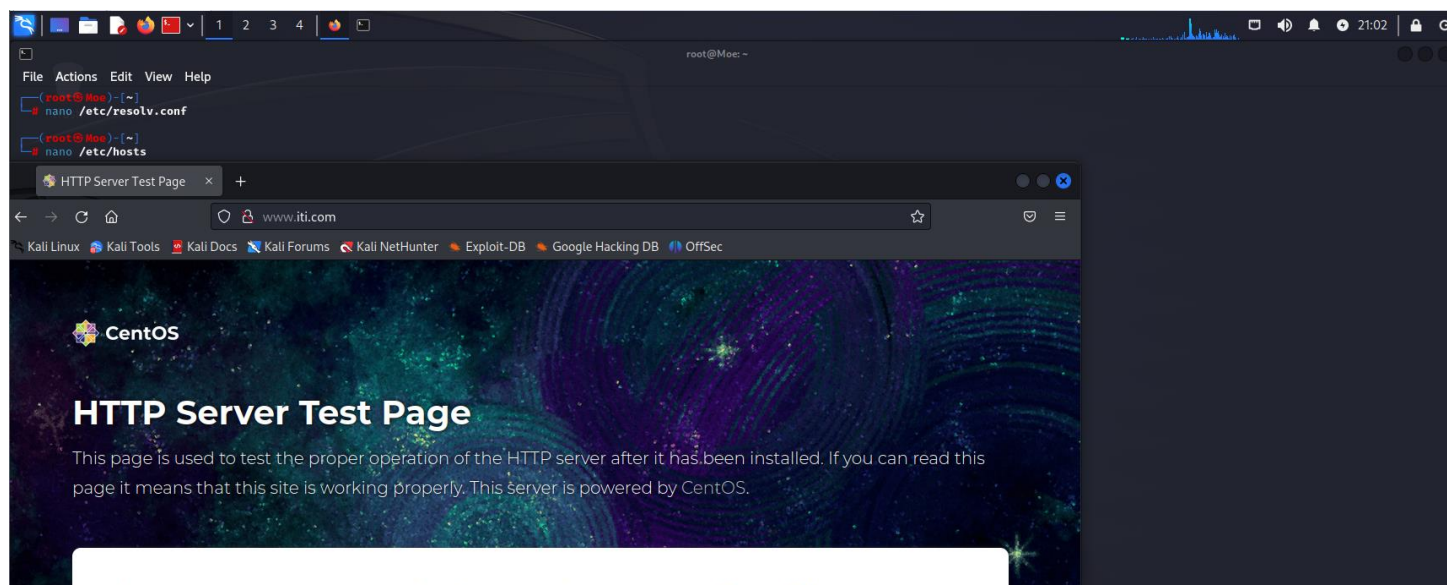 1 2 3 4 21:02
root@Moe: ~
File Actions Edit View Help
(root㉿Moe)-[~]
# nano /etc/resolv.conf
(root㉿Moe)-[~]
# nano /etc/hosts
HTTP Server Test Page
www.iti.com
Kali Linux Kali Tools Kali Docs Kali Forums Kali NetHunter Exploit-DB Google Hacking DB OffSec
CentOS
HTTP Server Test Page
This page is used to test the proper operation of the HTTP server after it has been installed. If you can read this
page it means that this site is working properly. This server is powered by CentOS.